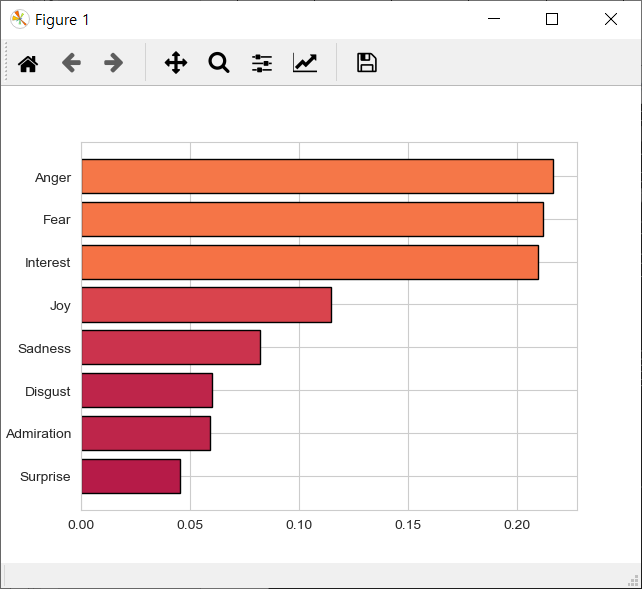 Figure 1
Anger
Fear
Interest
Joy
Sadness
Disgust
Admiration
Surprise
0.00 0.05 0.10 0.15 0.20